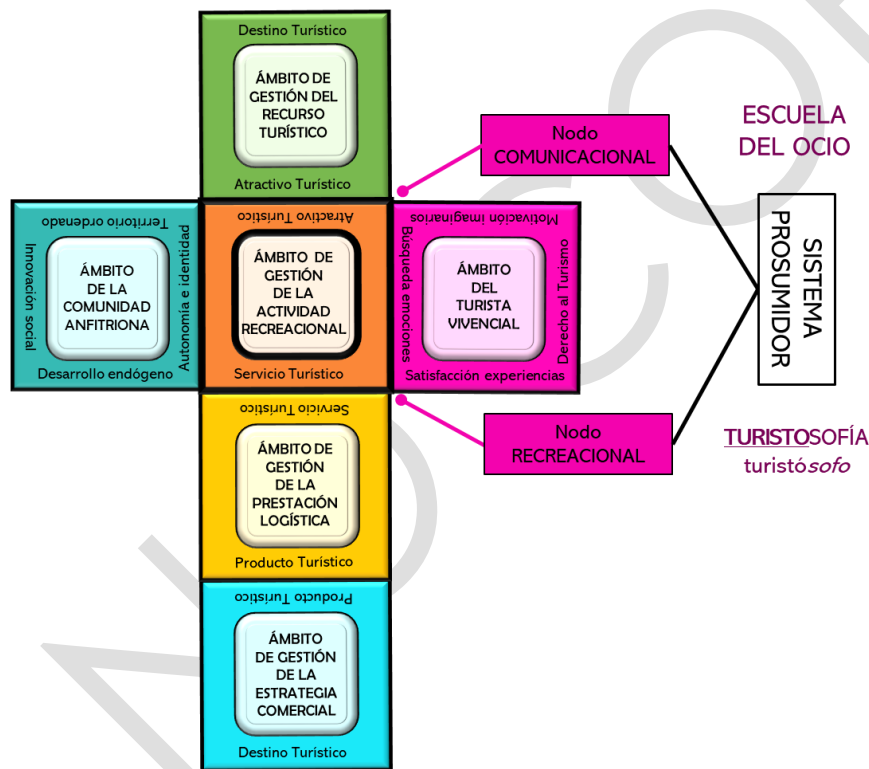 Destino Turístico
ÁMBITO DE
GESTIÓN DEL
RECURSO
TURÍSTICO
Atractivo Turístico
Nodo
COMUNICACIONAL
ESCUELA
DEL OCIO
Territorio ordenado
Innovación social
ÁMBITO
DE LA
COMUNIDAD
ANFITRIONA
Autonomía e identidad
Desarrollo endógeno
Atractivo Turístico
ÁMBITO DE
GESTIÓN
DE LA
ACTIVIDAD
RECREACIONAL
Servicio Turístico
Motivación imaginarios
Búsqueda emociones
ÁMBITO
DEL
TURISTA
VIVENCIAL
Derecho al Turismo
Satisfacción experiencias
SISTEMA
PROSUMIDOR
Servicio Turístico
ÁMBITO DE
GESTIÓN
DE LA
PRESTACIÓN
LOGÍSTICA
Producto Turístico
Nodo
RECREACIONAL
TURISTOSOFÍA
turistósofo
Producto Turístico
ÁMBITO
DE GESTIÓN
DE LA
ESTRATEGIA
COMERCIAL
Destino Turístico